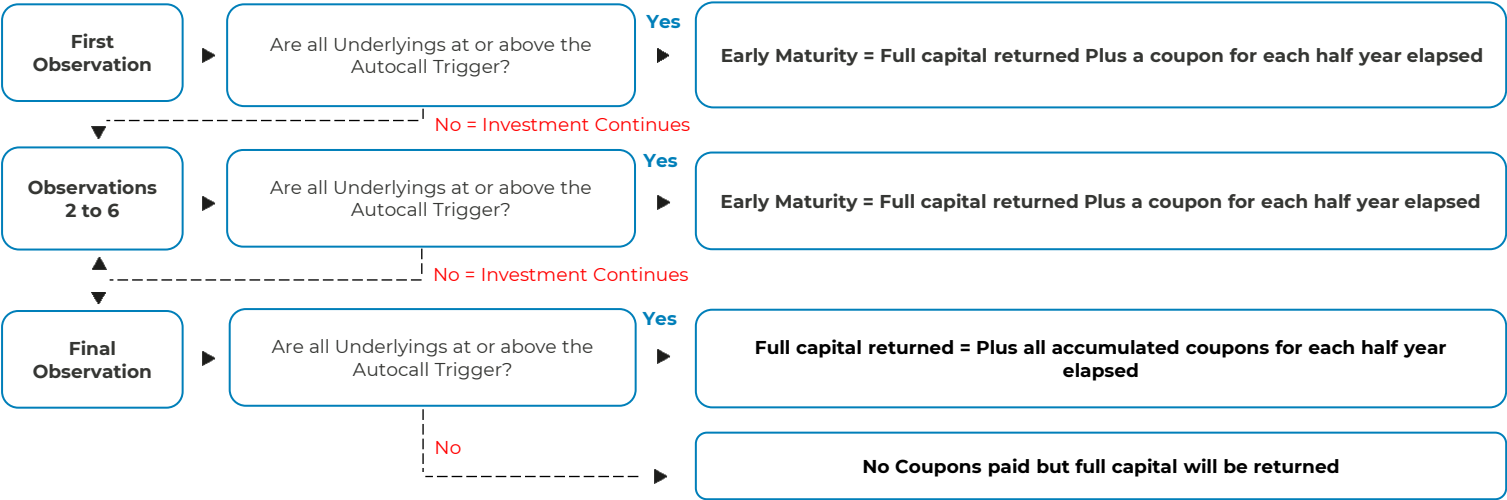 First
Observation
Are all Underlyings at or above the
Autocall Trigger?
Yes
Early Maturity = Full capital returned Plus a coupon for each half year elapsed
No = Investment Continues
Observations
2 to 6
Are all Underlyings at or above the
Autocall Trigger?
Yes
Early Maturity = Full capital returned Plus a coupon for each half year elapsed
No = Investment Continues
Final
Observation
Are all Underlyings at or above the
Autocall Trigger?
Yes
Full capital returned = Plus all accumulated coupons for each half year
elapsed
No
No Coupons paid but full capital will be returned